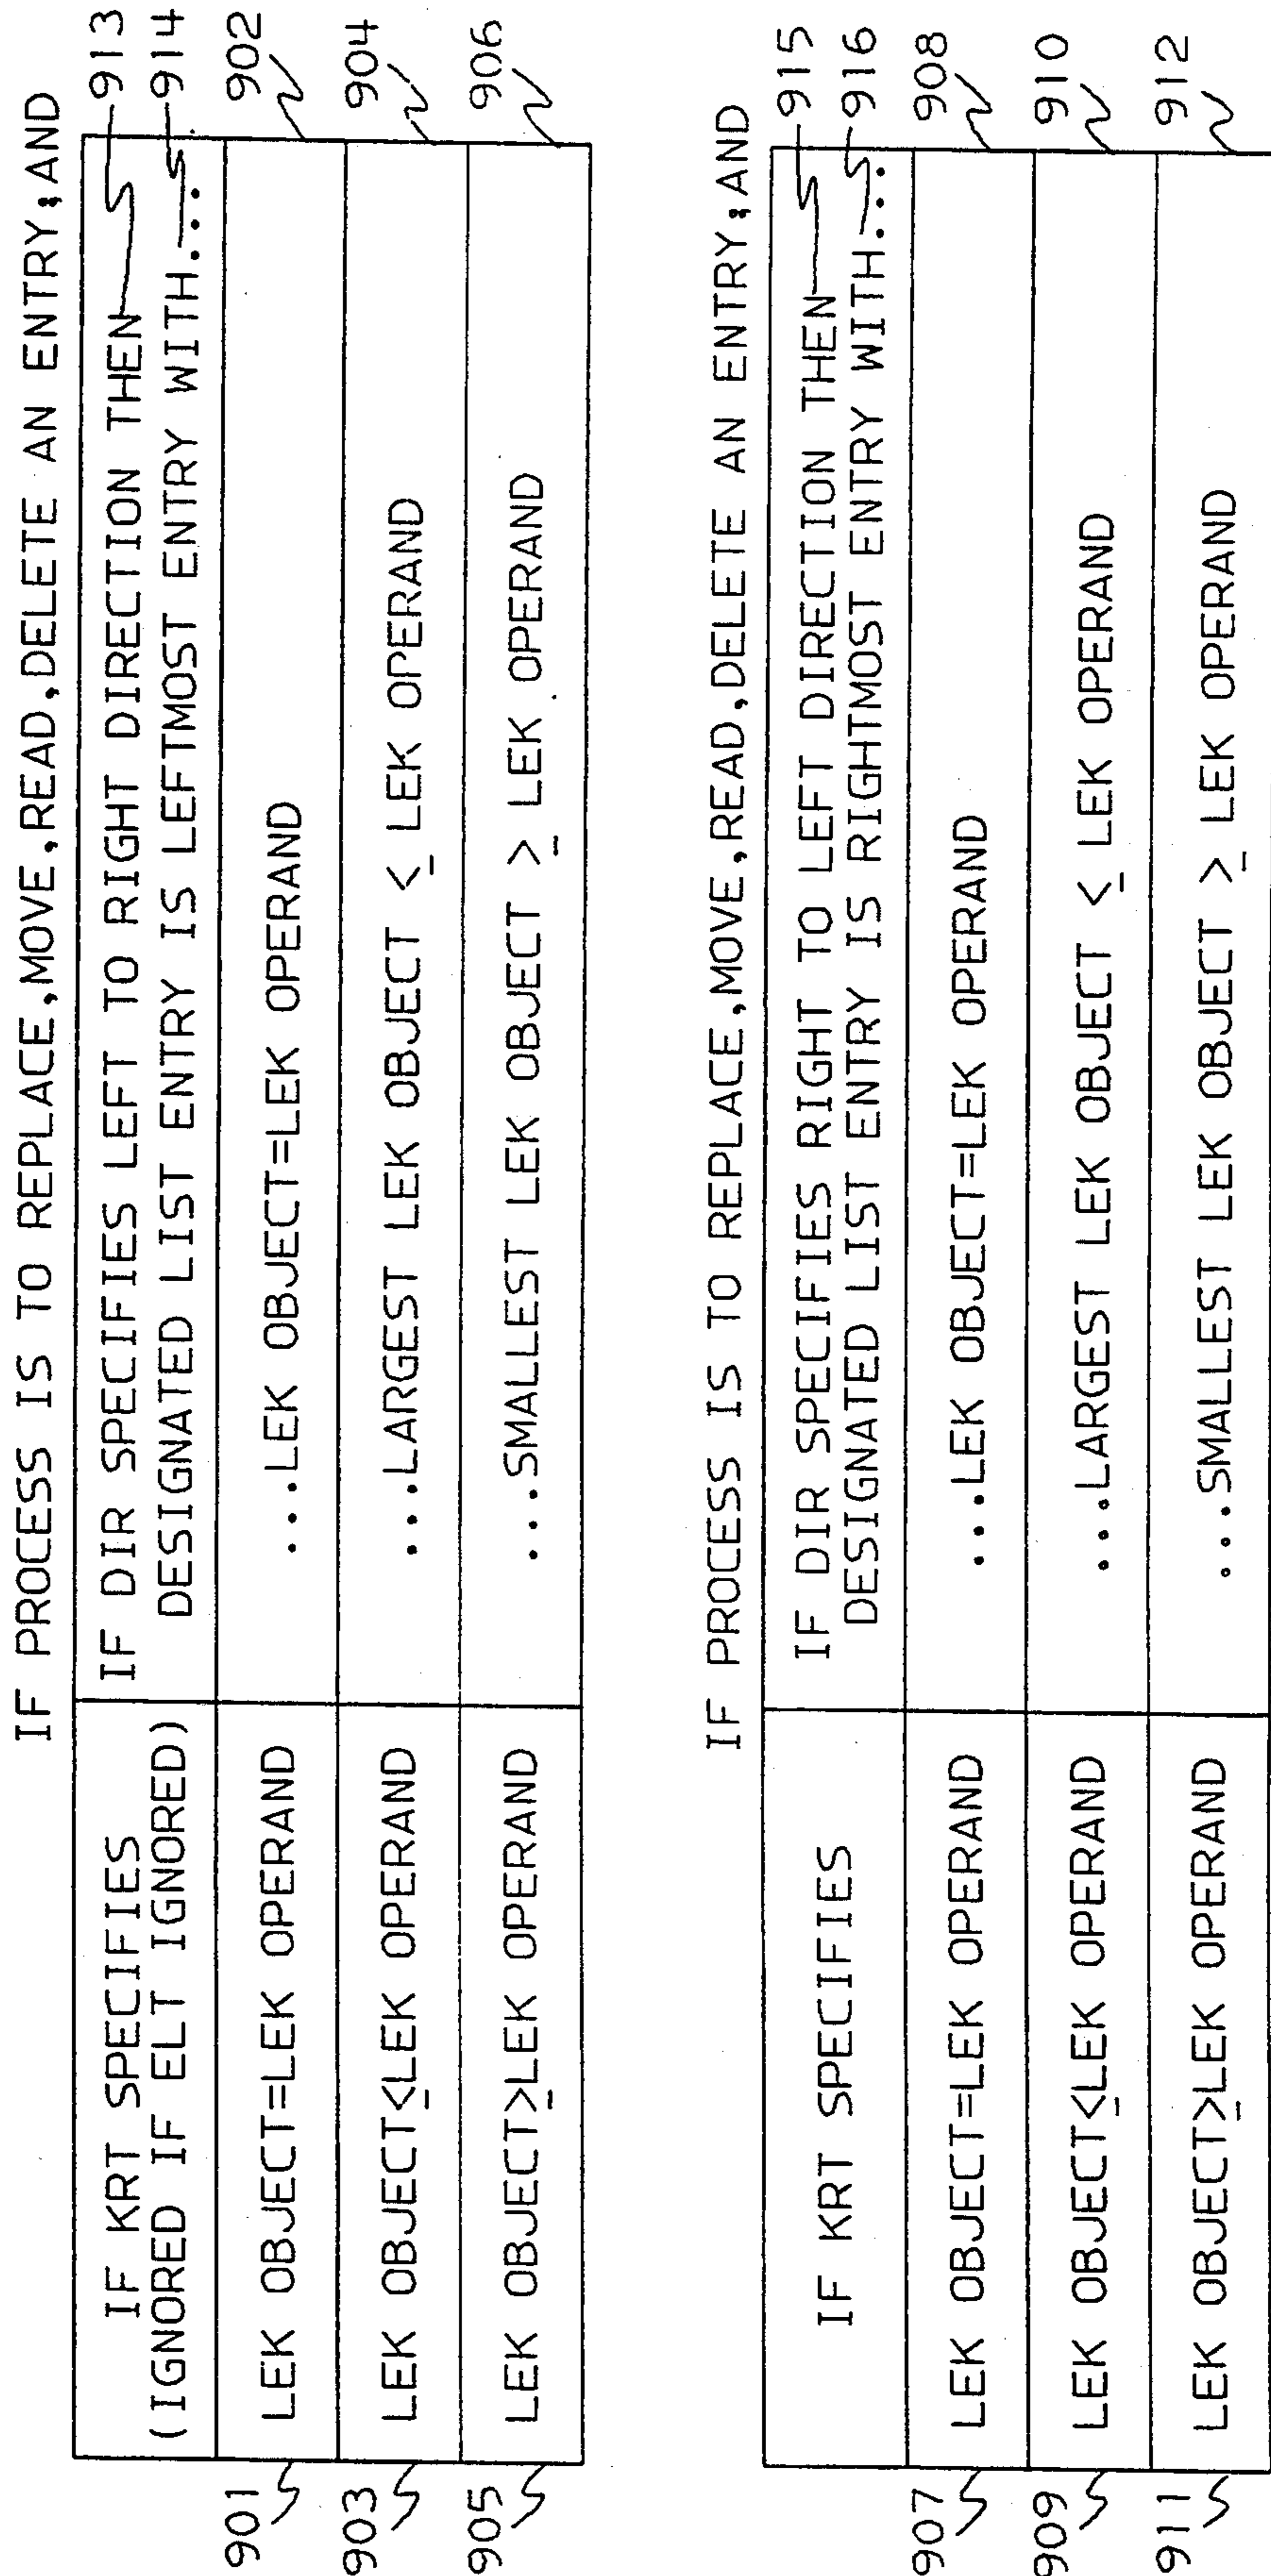 IF PROCESS IS TO REPLACE,MOVE,READ,DELETE AN ENTRY;AND
IF KRT SPECIFIES
(IGNORED IF ELT IGNORED)
IF DIR SPECIFIES LEFT TO RIGHT DIRECTION THEN 913
DESIGNATED LIST ENTRY IS LEFTMOST ENTRY WITH... 914
901 LEK OBJECT=LEK OPERAND ...LEK OBJECT=LEK OPERAND 902
903 LEK OBJECT≤LEK OPERAND ...LARGEST LEK OBJECT ≤ LEK OPERAND 904
905 LEK OBJECT≥LEK OPERAND ...SMALLEST LEK OBJECT ≥ LEK OPERAND 906
IF PROCESS IS TO REPLACE,MOVE,READ,DELETE AN ENTRY;AND
IF KRT SPECIFIES
IF DIR SPECIFIES RIGHT TO LEFT DIRECTION THEN 915
DESIGNATED LIST ENTRY IS RIGHTMOST ENTRY WITH... 916
907 LEK OBJECT=LEK OPERAND ...LEK OBJECT=LEK OPERAND 908
909 LEK OBJECT≤LEK OPERAND ...LARGEST LEK OBJECT ≤ LEK OPERAND 910
911 LEK OBJECT≥LEK OPERAND ...SMALLEST LEK OBJECT ≥ LEK OPERAND 912